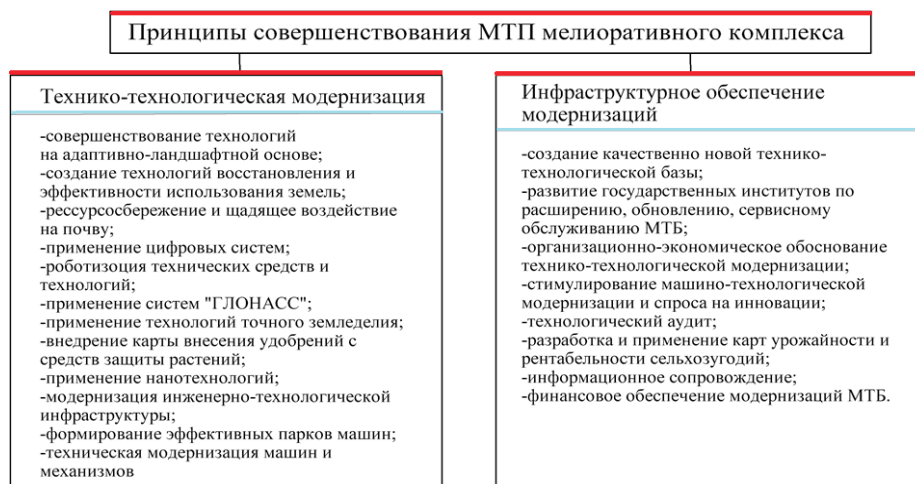 Принципы совершенствования МТП мелиоративного комплекса
Технико-технологическая модернизация
-совершенствование технологий
на адаптивно-ландшафтной основе;
-создание технологий восстановления и
эффективности использования земель;
-рессурсосбережение и щадящее воздействие
на почву;
-применение цифровых систем;
-роботизоция технических средств и
технологий;
-применение систем "ГЛОНАСС";
-применение технологий точного земледелия;
-внедрение карты внесения удобрений с
средств защиты растений;
-применение нанотехнологий;
-модернизация инженерно-технологической
инфраструктуры;
-формирование эффективных парков машин;
-техническая модернизация машин и
механизмов
Инфраструктурное обеспечение
модернизаций
-создание качественно новой технико-
технологической базы;
-развитие государственных институтов по
расширению, обновлению, сервисному
обслуживанию МТБ;
-организационно-экономическое обоснование
технико-технологической модернизации;
-стимулирование машино-технологической
модернизации и спроса на инновации;
-технологический аудит;
-разработка и применение карт урожайности и
рентабельности сельхозугодий;
-информационное сопровождение;
-финансовое обеспечение модернизаций МТБ.